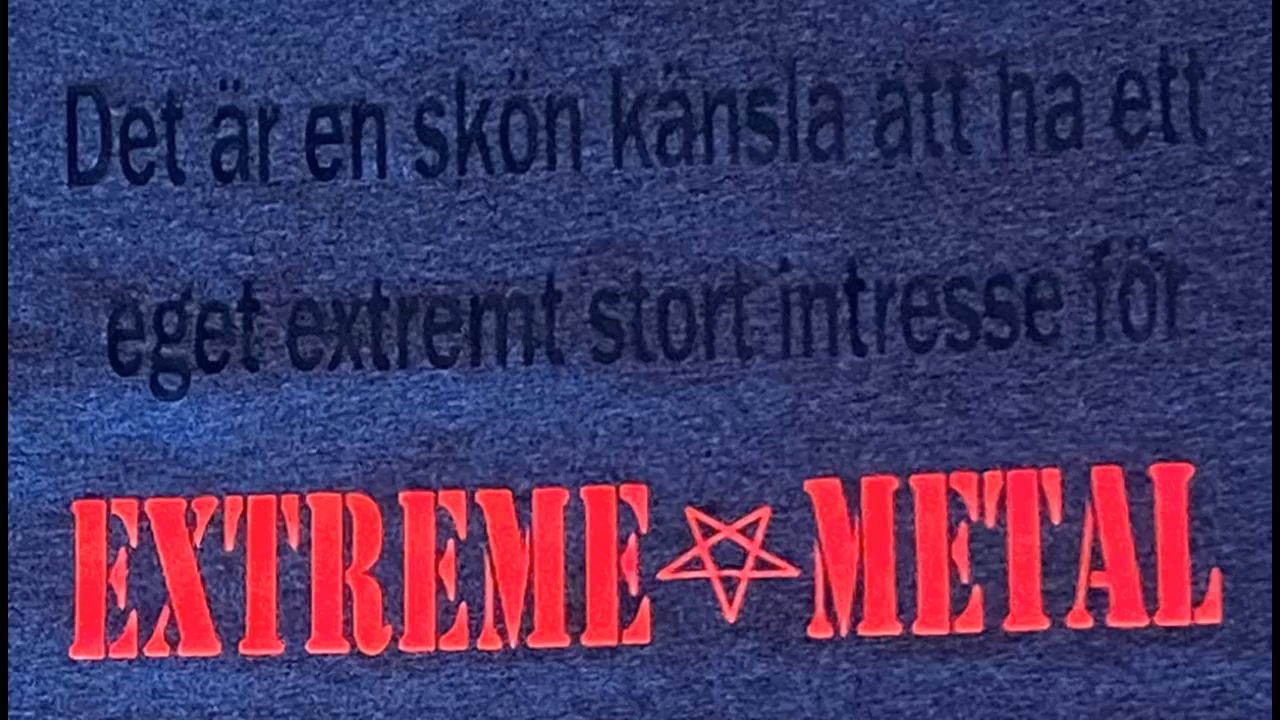 Det är en skön känsla att ha ett
eget extremt stort intresse för
EXTREME METAL